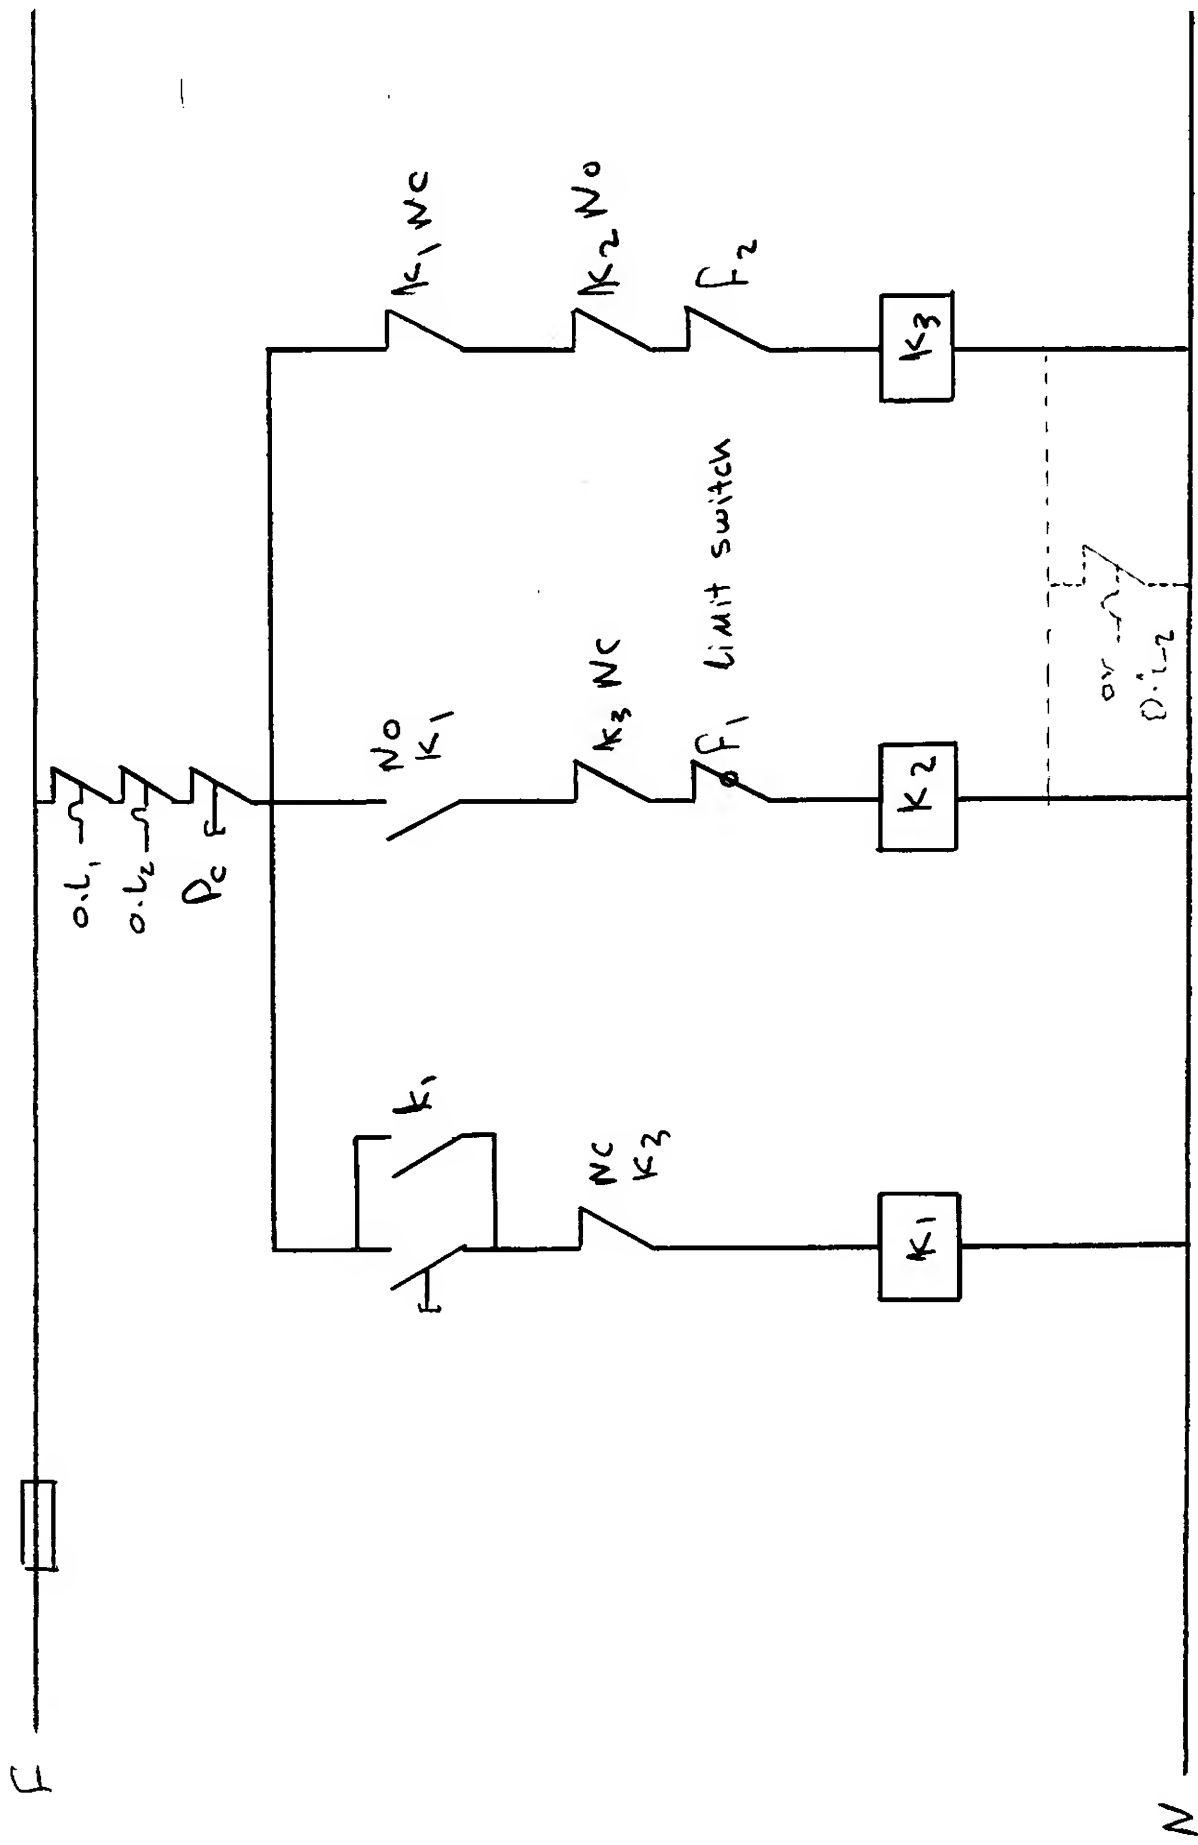 F
O.L1
O.L2
Pc
K1
NC
K3
K1
NO
K1
K3 NC
F1 Limit switch
K2
K1 NC
K2 NO
F2
K3
or
O.L2
N